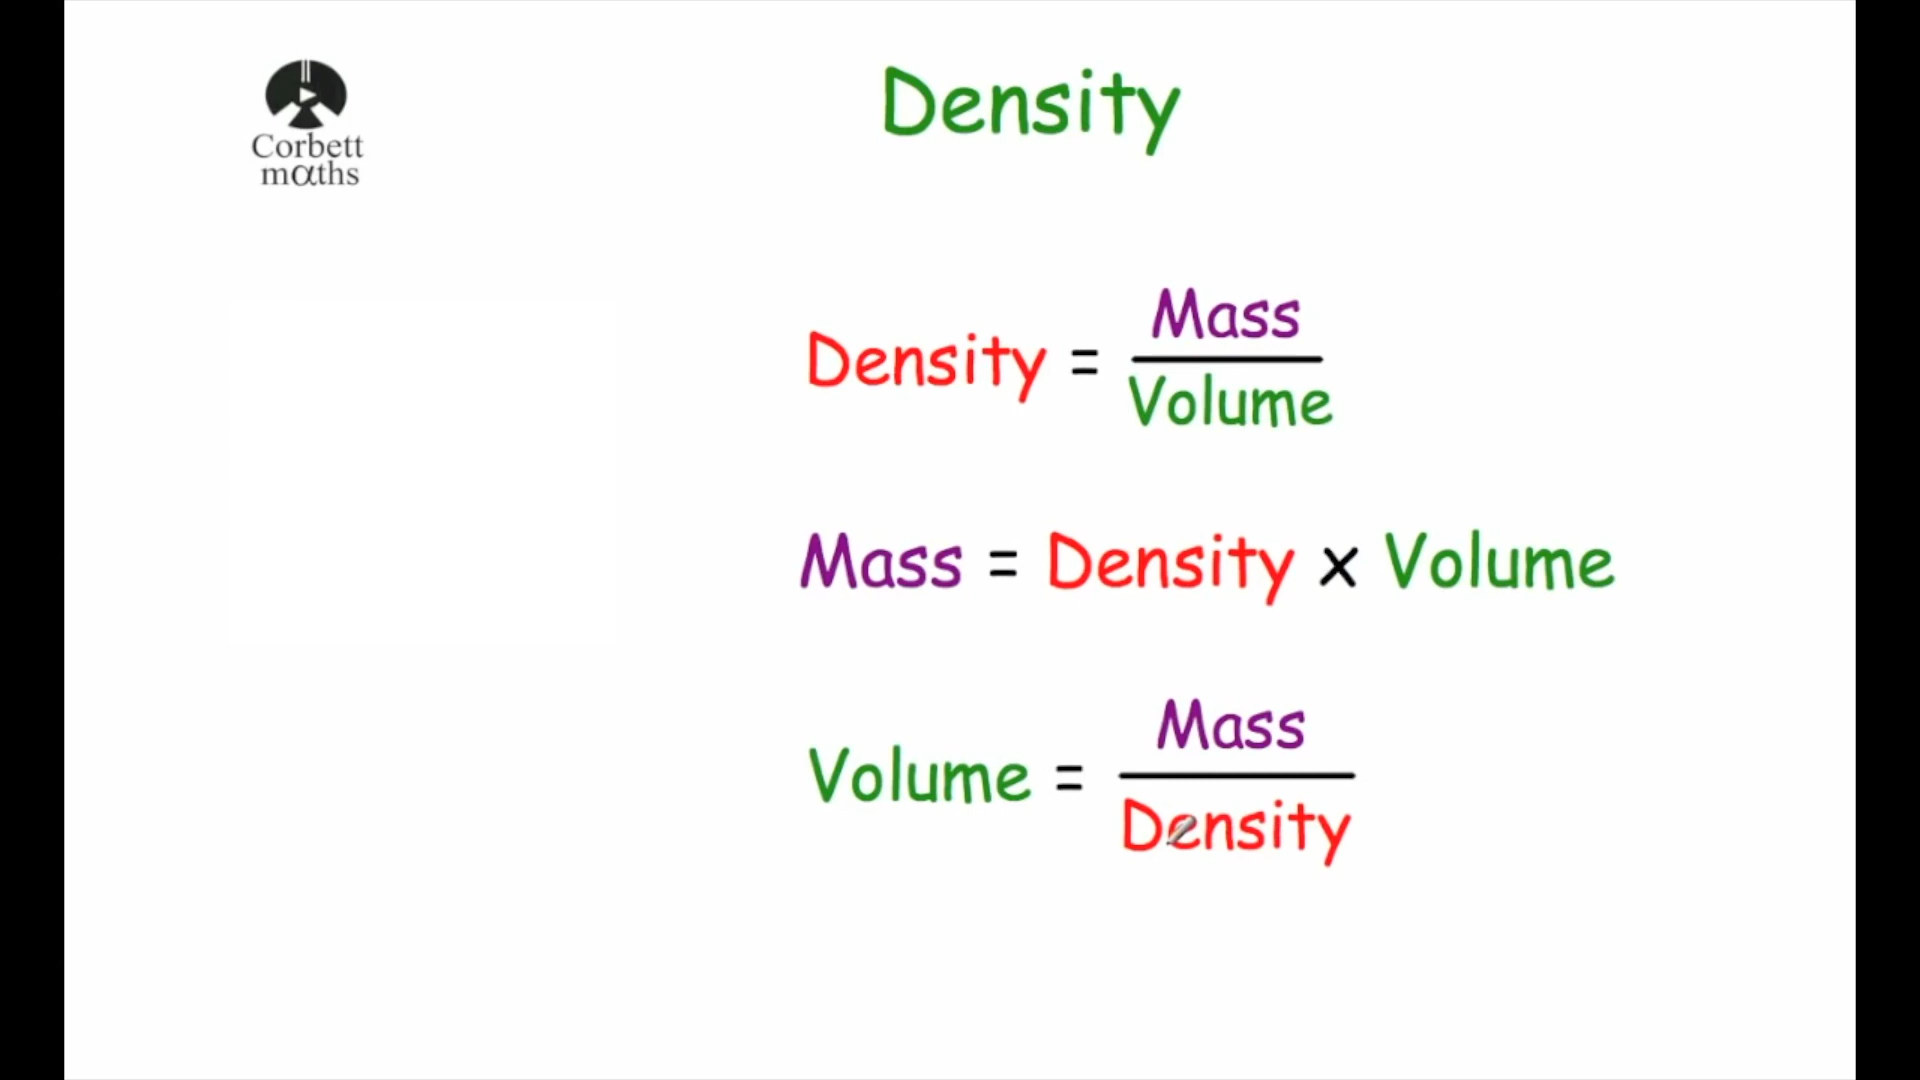 Corbett
mαths
Density
Density = Mass
Volume
Mass = Density x Volume
Volume = Mass
Density